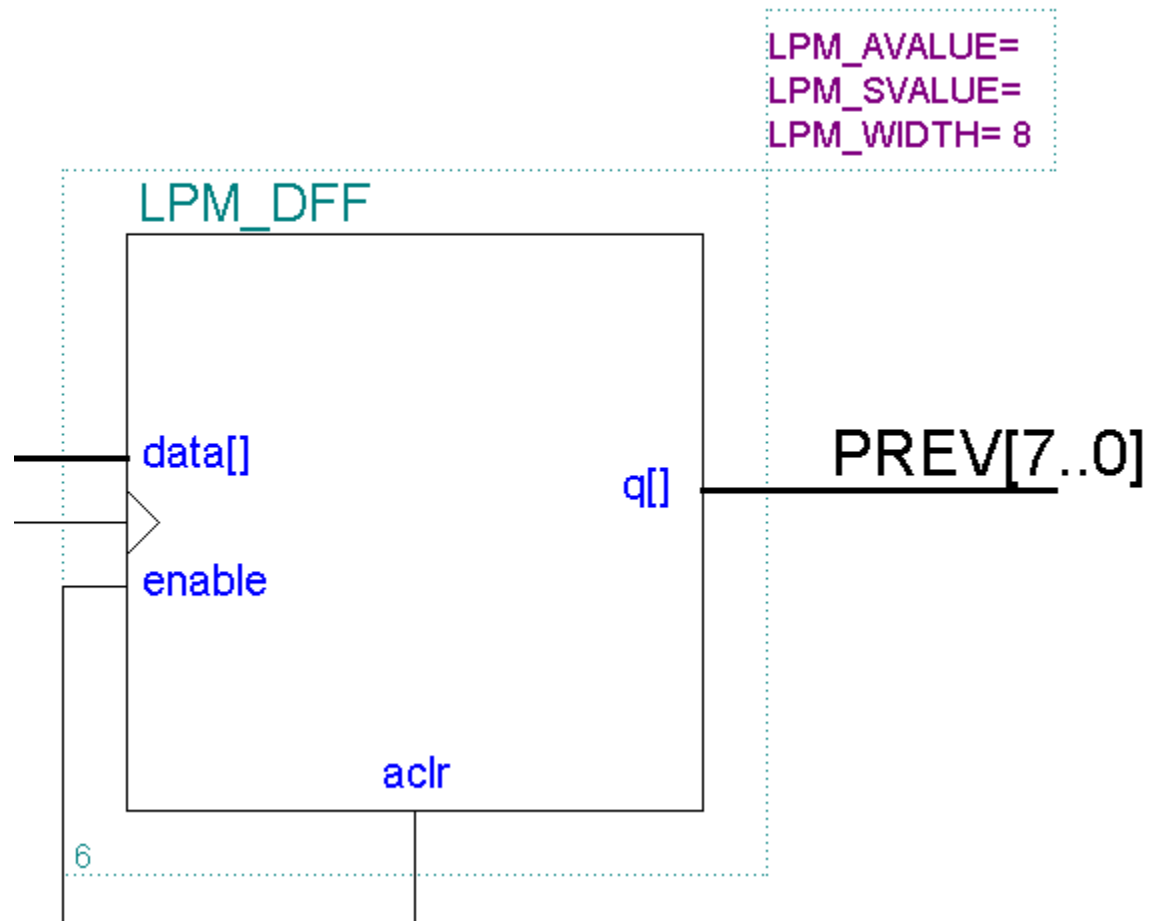 LPM_AVALUE=
LPM_SVALUE=
LPM_WIDTH= 8
LPM_DFF
data[]
q[]
PREV[7..0]
enable
aclr
6